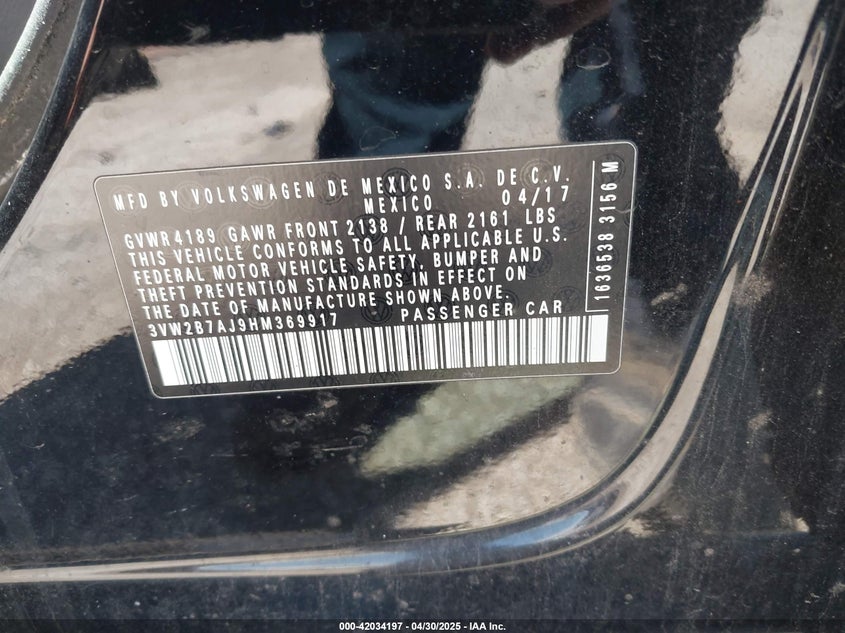 MFD BY VOLKSWAGEN DE MEXICO S.A. DE C.V.
MEXICO 04/17
GVWR 4189 GAWR FRONT 2138 / REAR 2161 LBS
THIS VEHICLE CONFORMS TO ALL APPLICABLE U.S.
FEDERAL MOTOR VEHICLE SAFETY, BUMPER AND
THEFT PREVENTION STANDARDS IN EFFECT ON
THE DATE OF MANUFACTURE SHOWN ABOVE.
3VW2B7AJ9HM369917 PASSENGER CAR
1636538 3156 M
000-42034197 - 04/30/2025 - IAA Inc.